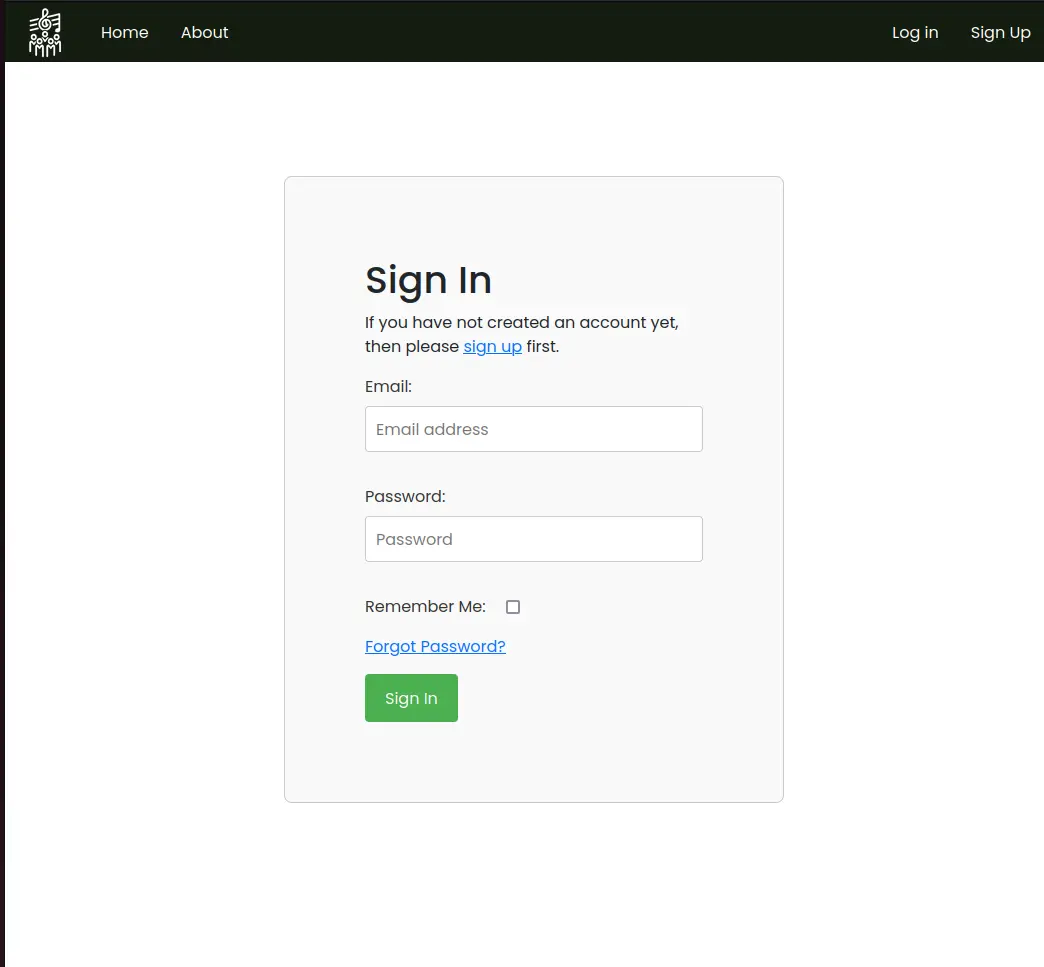 Home About Log in Sign Up
Sign In
If you have not created an account yet,
then please sign up first.
Email:
Email address
Password:
Password
Remember Me:
Forgot Password?
Sign In